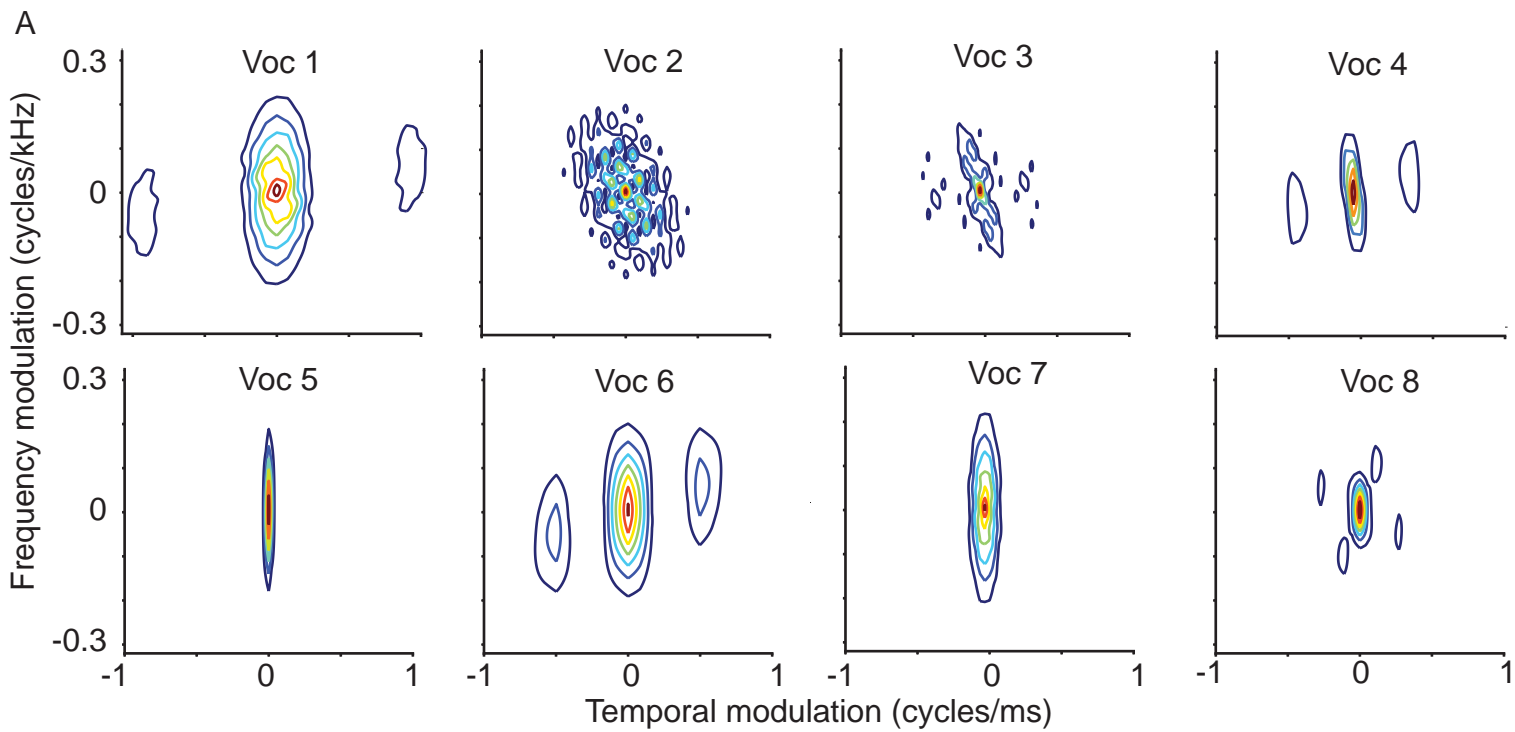 A
Voc 1
Voc 2
Voc 3
Voc 4
0.3
0
-0.3
Voc 5
Voc 6
Voc 7
Voc 8
0.3
0
-0.3
-1 0 1
-1 0 1
-1 0 1
-1 0 1
Frequency modulation (cycles/kHz)
Temporal modulation (cycles/ms)